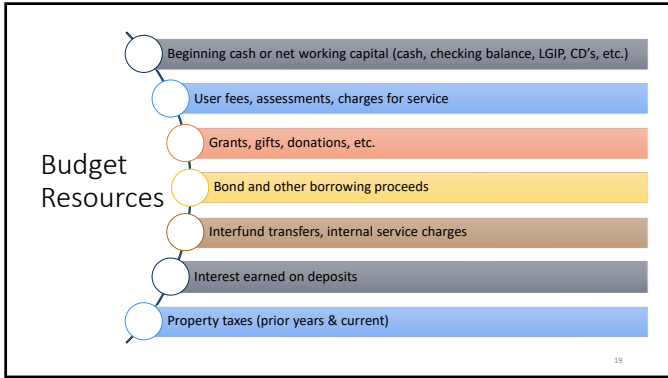 Budget
Resources
Beginning cash or net working capital (cash, checking balance, LGIP, CD's, etc.)
User fees, assessments, charges for service
Grants, gifts, donations, etc.
Bond and other borrowing proceeds
Interfund transfers, internal service charges
Interest earned on deposits
Property taxes (prior years & current)
19